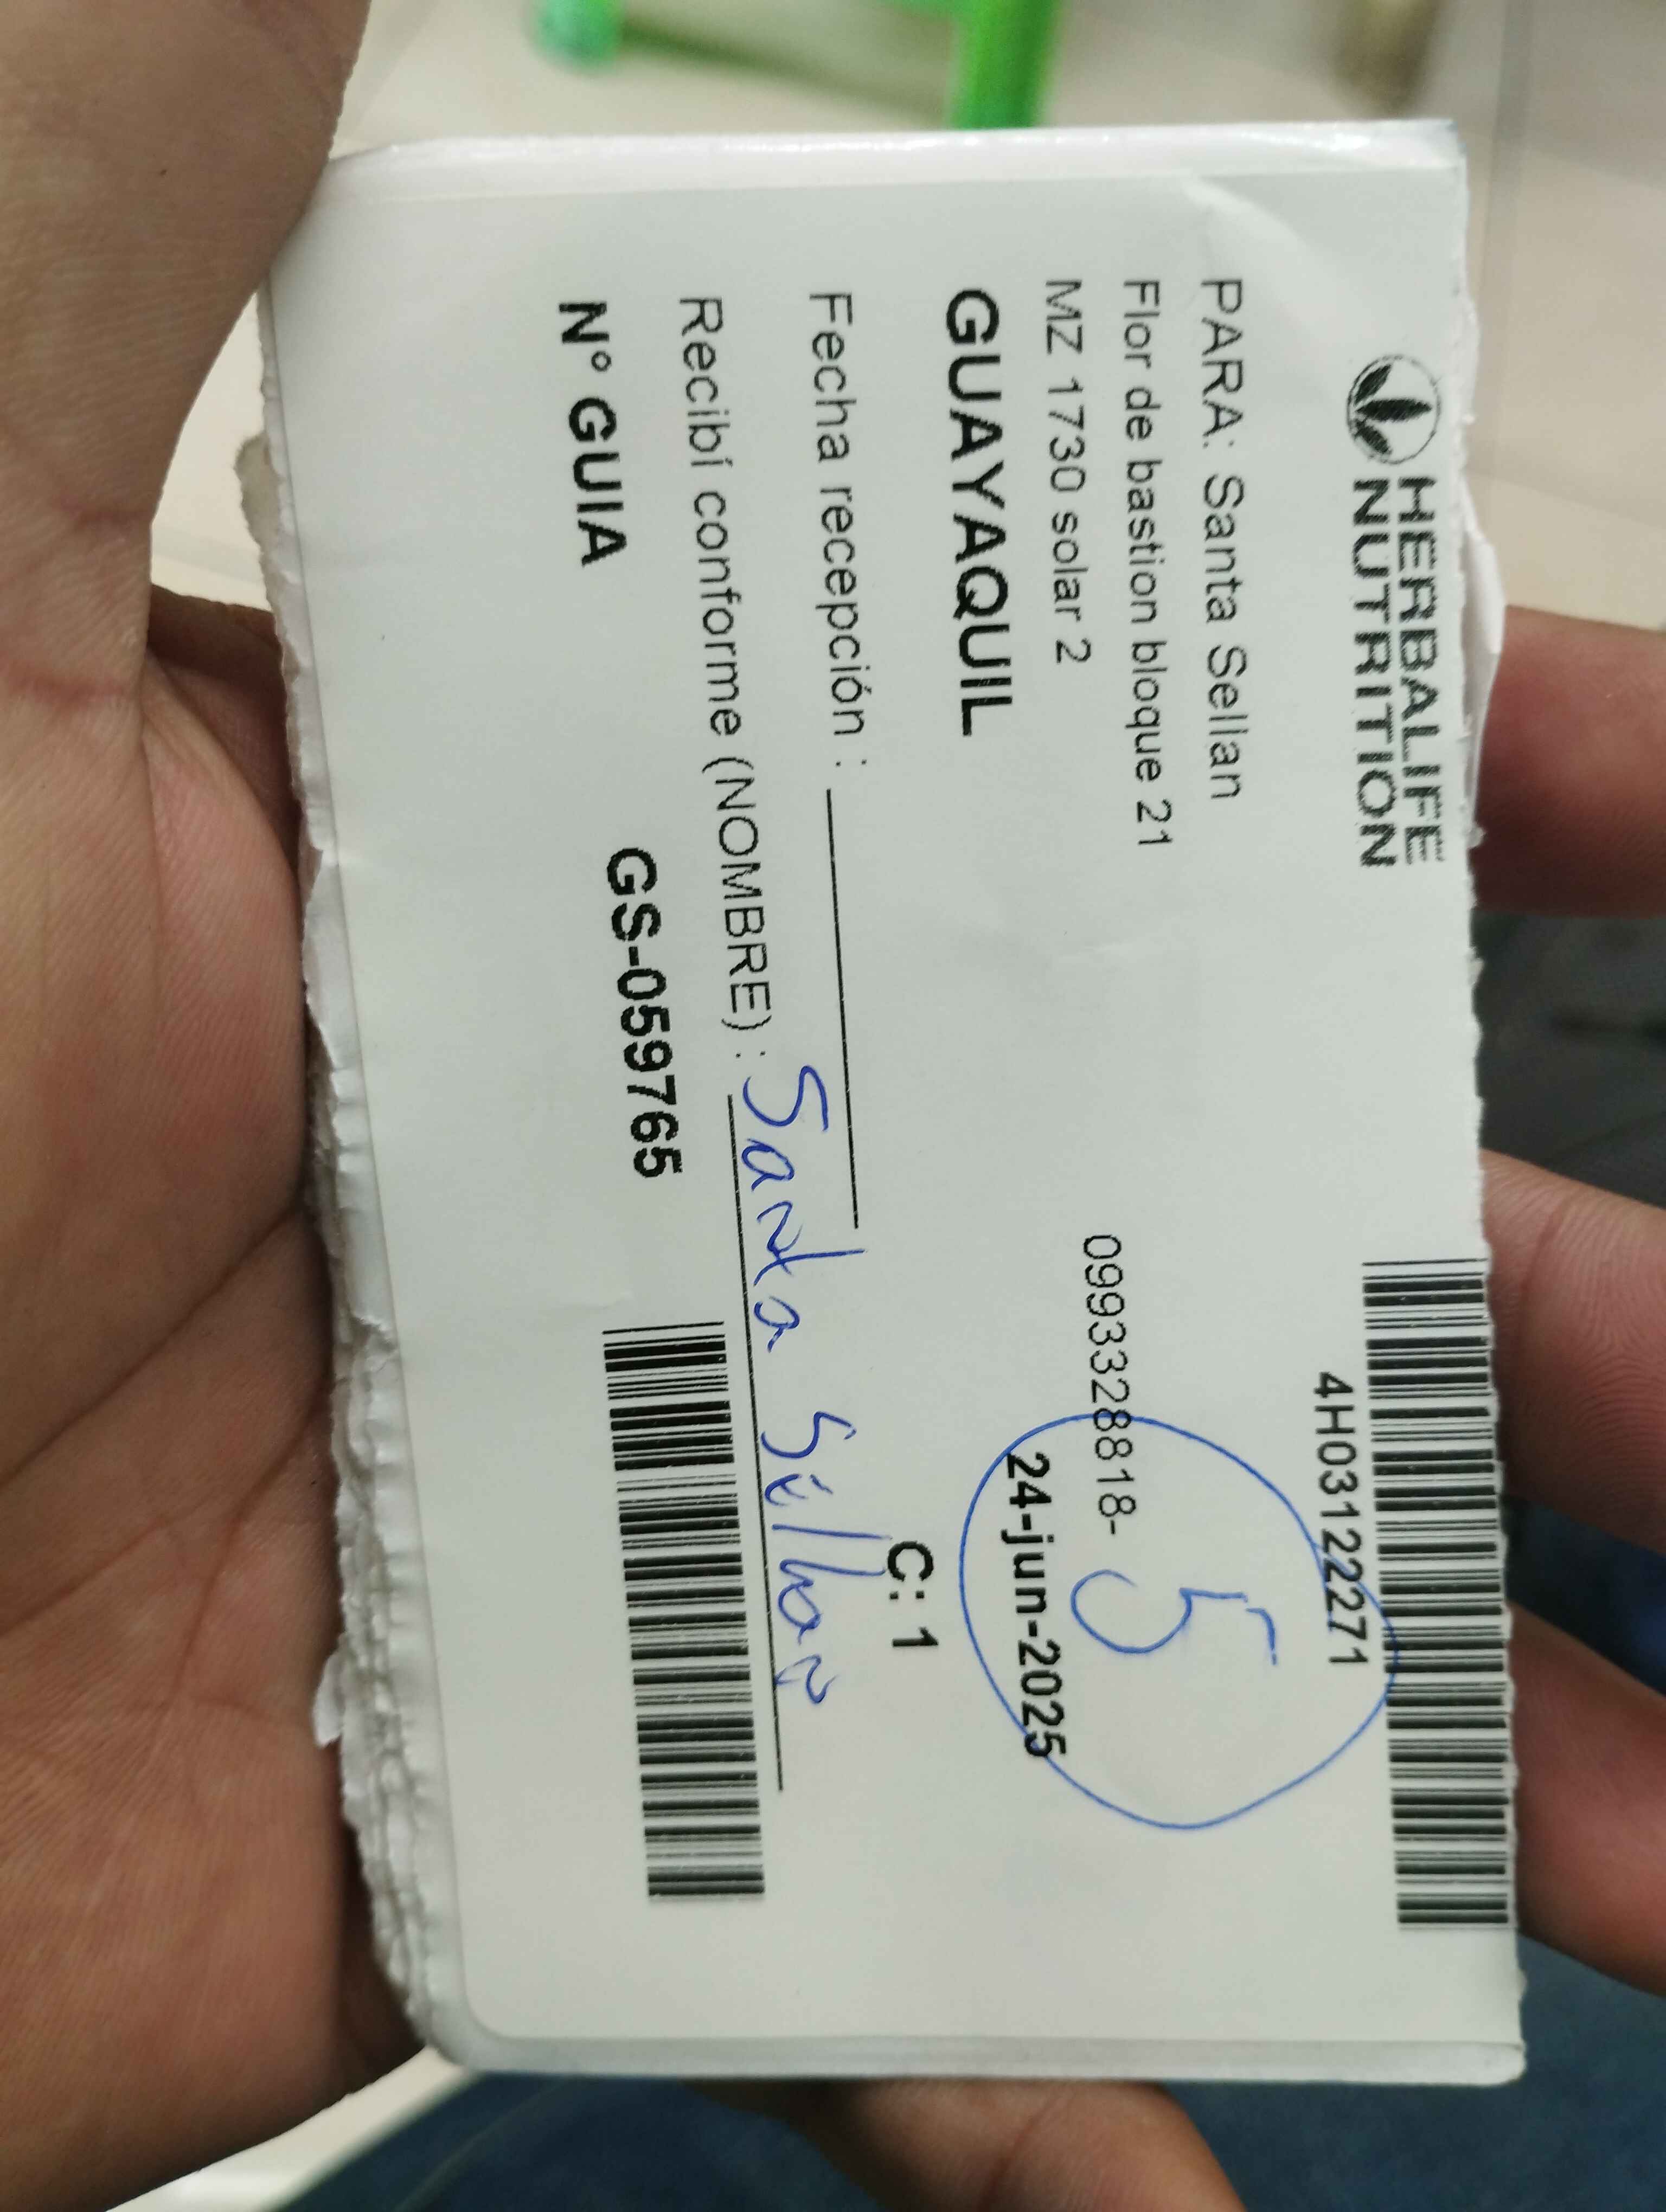 HERBALIFE
NUTRITION
4H03122271
PARA: Santa Sellan
Flor de bastion bloque 21
0993328818-
5
MZ 1730 solar 2
24-jun-2025
GUAYAQUIL
C: 1
Fecha recepción :
Recibí conforme (NOMBRE) : Santa Sellan
N° GUIA GS-059765